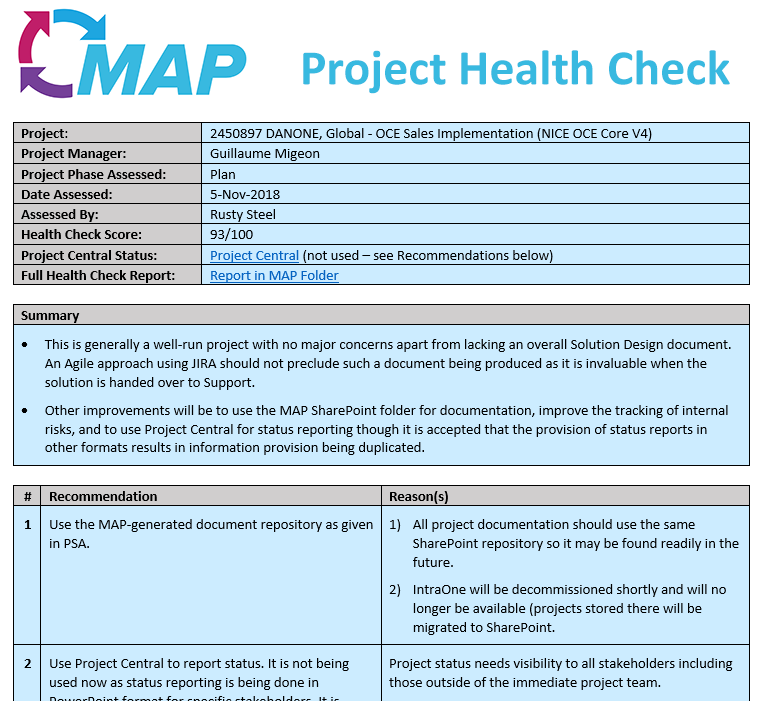 MAP
Project Health Check
Project: 2450897 DANONE, Global - OCE Sales Implementation (NICE OCE Core V4)
Project Manager: Guillaume Migeon
Project Phase Assessed: Plan
Date Assessed: 5-Nov-2018
Assessed By: Rusty Steel
Health Check Score: 93/100
Project Central Status: Project Central (not used – see Recommendations below)
Full Health Check Report: Report in MAP Folder
Summary
• This is generally a well-run project with no major concerns apart from lacking an overall Solution Design document.
An Agile approach using JIRA should not preclude such a document being produced as it is invaluable when the
solution is handed over to Support.
• Other improvements will be to use the MAP SharePoint folder for documentation, improve the tracking of internal
risks, and to use Project Central for status reporting though it is accepted that the provision of status reports in
other formats results in information provision being duplicated.
# Recommendation Reason(s)
1 Use the MAP-generated document repository as given
in PSA.
1) All project documentation should use the same
SharePoint repository so it may be found readily in the
future.
2) IntraOne will be decommissioned shortly and will no
longer be available (projects stored there will be
migrated to SharePoint.
2 Use Project Central to report status. It is not being
used now as status reporting is being done in
PowerPoint format for specific stakeholders. It is
Project status needs visibility to all stakeholders including
those outside of the immediate project team.